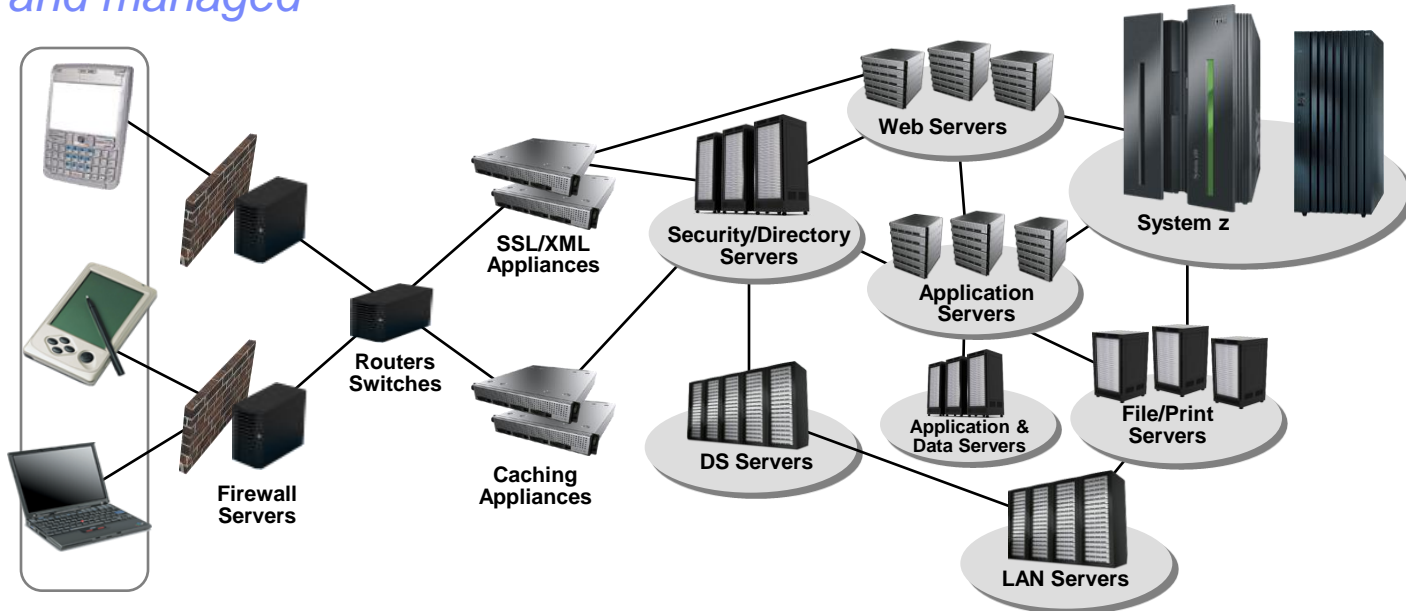 and managed
Web Servers
System z
SSL/XML
Appliances
Security/Directory
Servers
Application
Servers
Routers
Switches
File/Print
Servers
Application &
Data Servers
DS Servers
Caching
Appliances
Firewall
Servers
LAN Servers